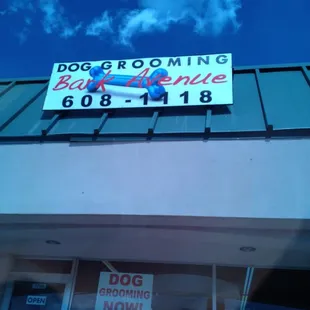 DOG GROOMING
Bark Avenue
608-1118
DOG
GROOMING
NOW!
OPEN